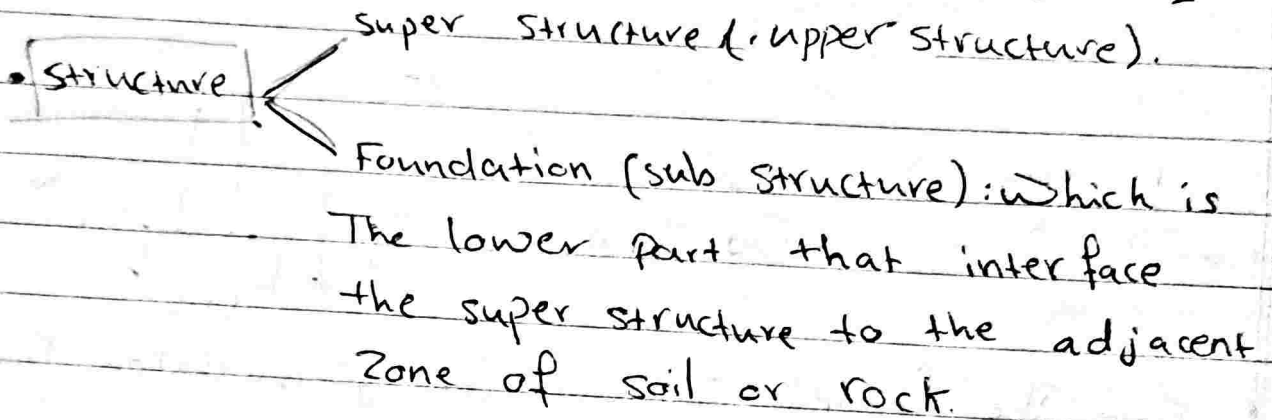 super structure (upper structure).
• structure
Foundation (sub structure): which is
The lower part that interface
the super structure to the adjacent
Zone of soil or rock.